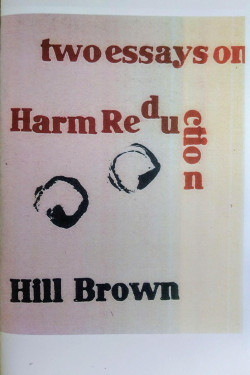 two essays on
Harm Reduction
Hill Brown